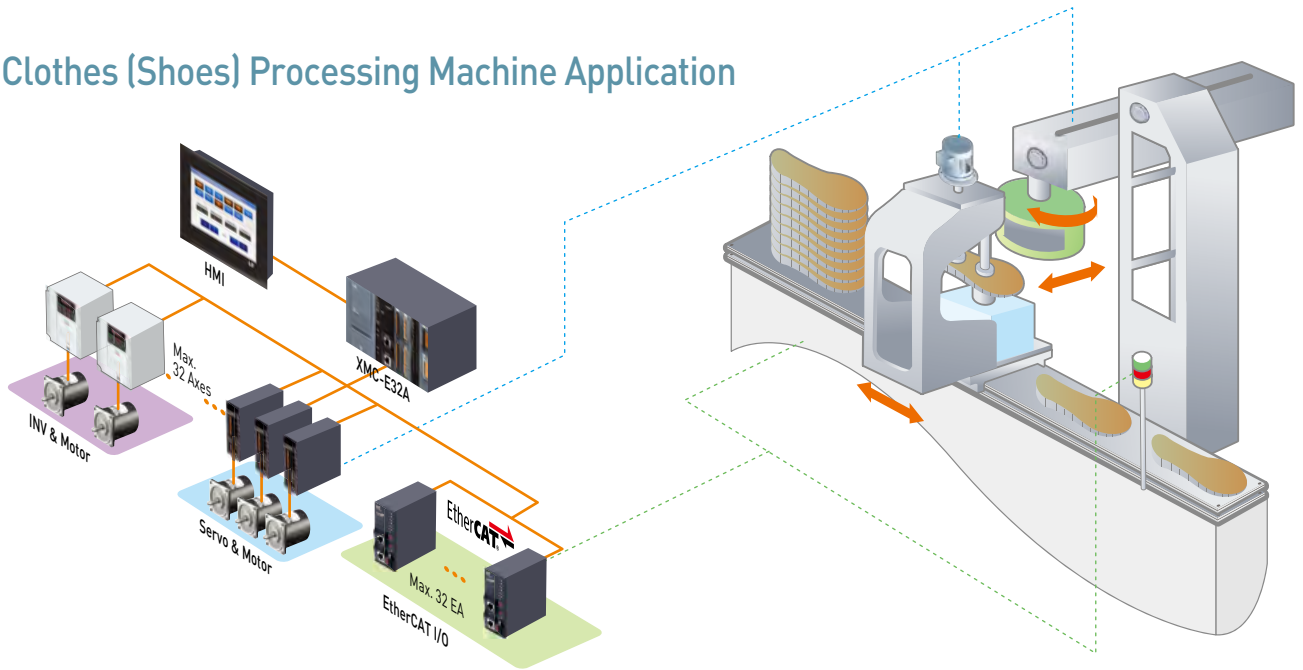 Clothes (Shoes) Processing Machine Application
HMI
XMC-E32A
Max.
32 Axes
INV & Motor
Servo & Motor
EtherCAT
Max. 32 EA
EtherCAT I/O